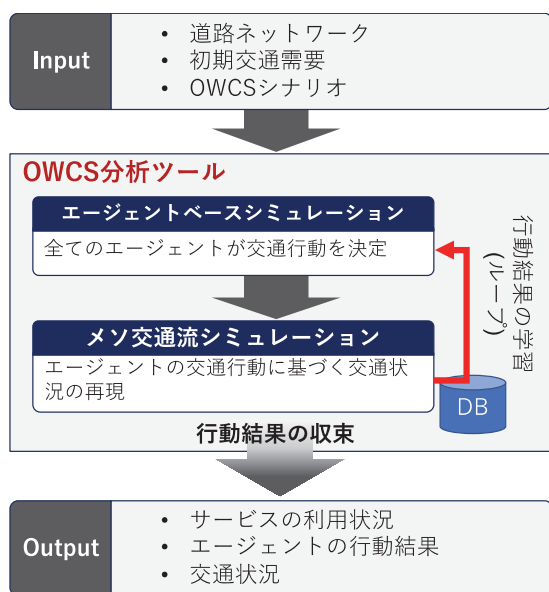 Input
• 道路ネットワーク
• 初期交通需要
• OWCSシナリオ
OWCS分析ツール
エージェントベースシミュレーション
全てのエージェントが交通行動を決定
メソ交通流シミュレーション
エージェントの交通行動に基づく交通状
況の再現
行動結果の学習
(ループ)
DB
行動結果の収束
Output
• サービスの利用状況
• エージェントの行動結果
• 交通状況